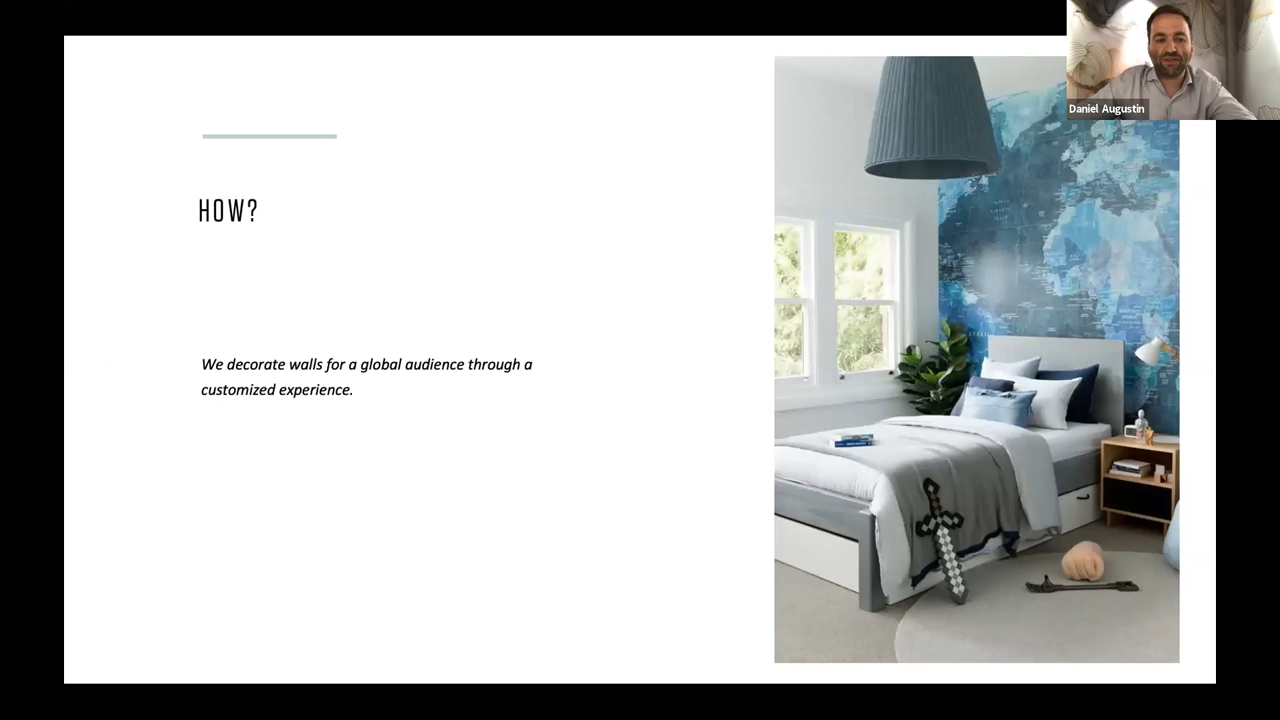 Daniel Augustin
HOW?
We decorate walls for a global audience through a
customized experience.